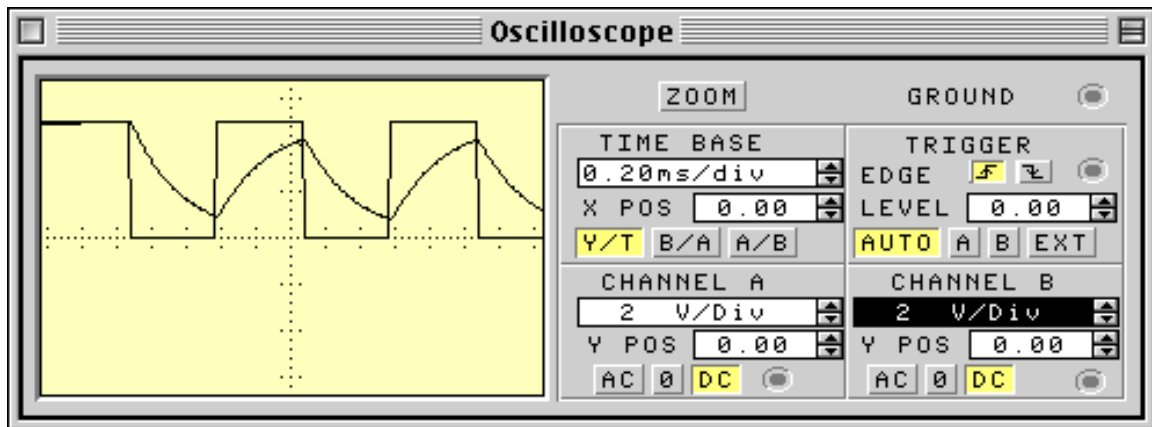 Oscilloscope
ZOOM
GROUND
TIME BASE
0.20ms/div
X POS 0.00
Y/T B/A A/B
TRIGGER
EDGE
LEVEL 0.00
AUTO A B EXT
CHANNEL A
2 V/Div
Y POS 0.00
AC 0 DC
CHANNEL B
2 V/Div
Y POS 0.00
AC 0 DC